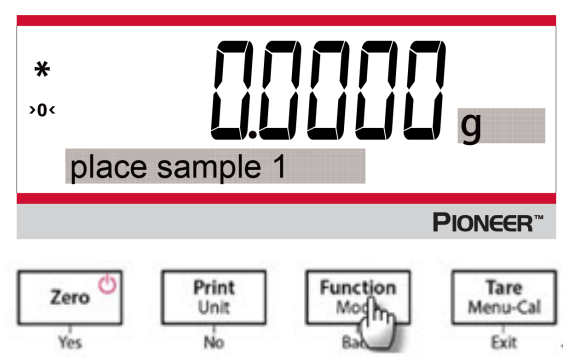 *
>0< 0.0000 g
place sample 1
PIONEER™
Zero Print Function Tare
Unit Menu-Cal
Yes No Exit